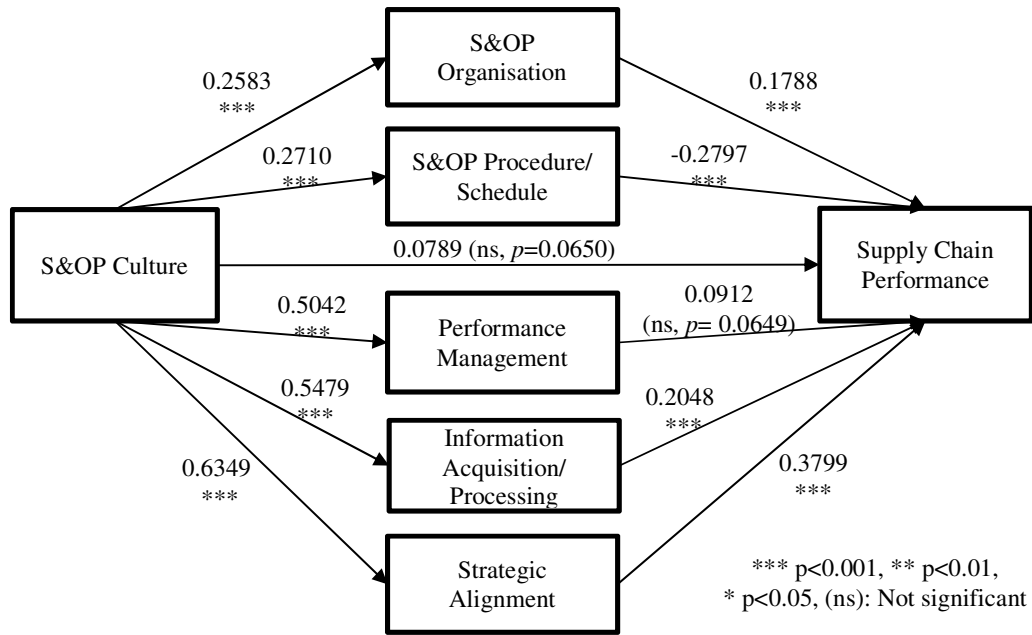 S&OP
Organisation
0.2583
***
0.1788
***
S&OP Procedure/
Schedule
0.2710
***
-0.2797
***
S&OP Culture
0.0789 (ns, p=0.0650)
Supply Chain
Performance
0.5042
***
Performance
Management
0.0912
(ns, p= 0.0649)
0.5479
***
Information
Acquisition/
Processing
0.2048
***
0.6349
***
Strategic
Alignment
0.3799
***
*** p<0.001, ** p<0.01,
* p<0.05, (ns): Not significant